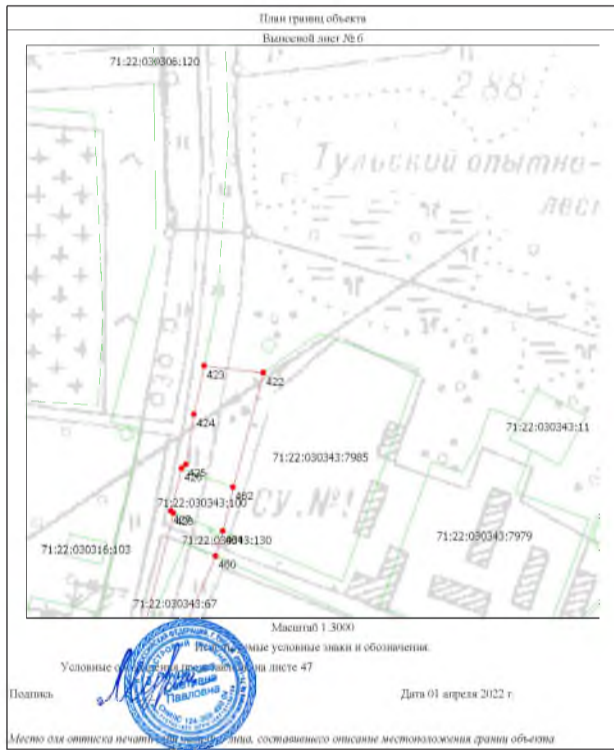 План границ объекта
Выносной лист № 6
71:22:030306:120
288
Тульский опытно-
лесн
423
422
424
71:22:030343:11
71:22:030343:7985
425
426
462
71:22:030343:100
СУ. №1
71:22:030316:103
71:22:030343:130
71:22:030343:7979
460
71:22:030343:67
Масштаб 1:3000
Используемые условные знаки и обозначения:
Условные обозначения представлены на листе 47
Светлана
Павловна
Подпись
Дата 01 апреля 2022 г.
Место для оттиска печати лица, составившего описание местоположения границ объекта